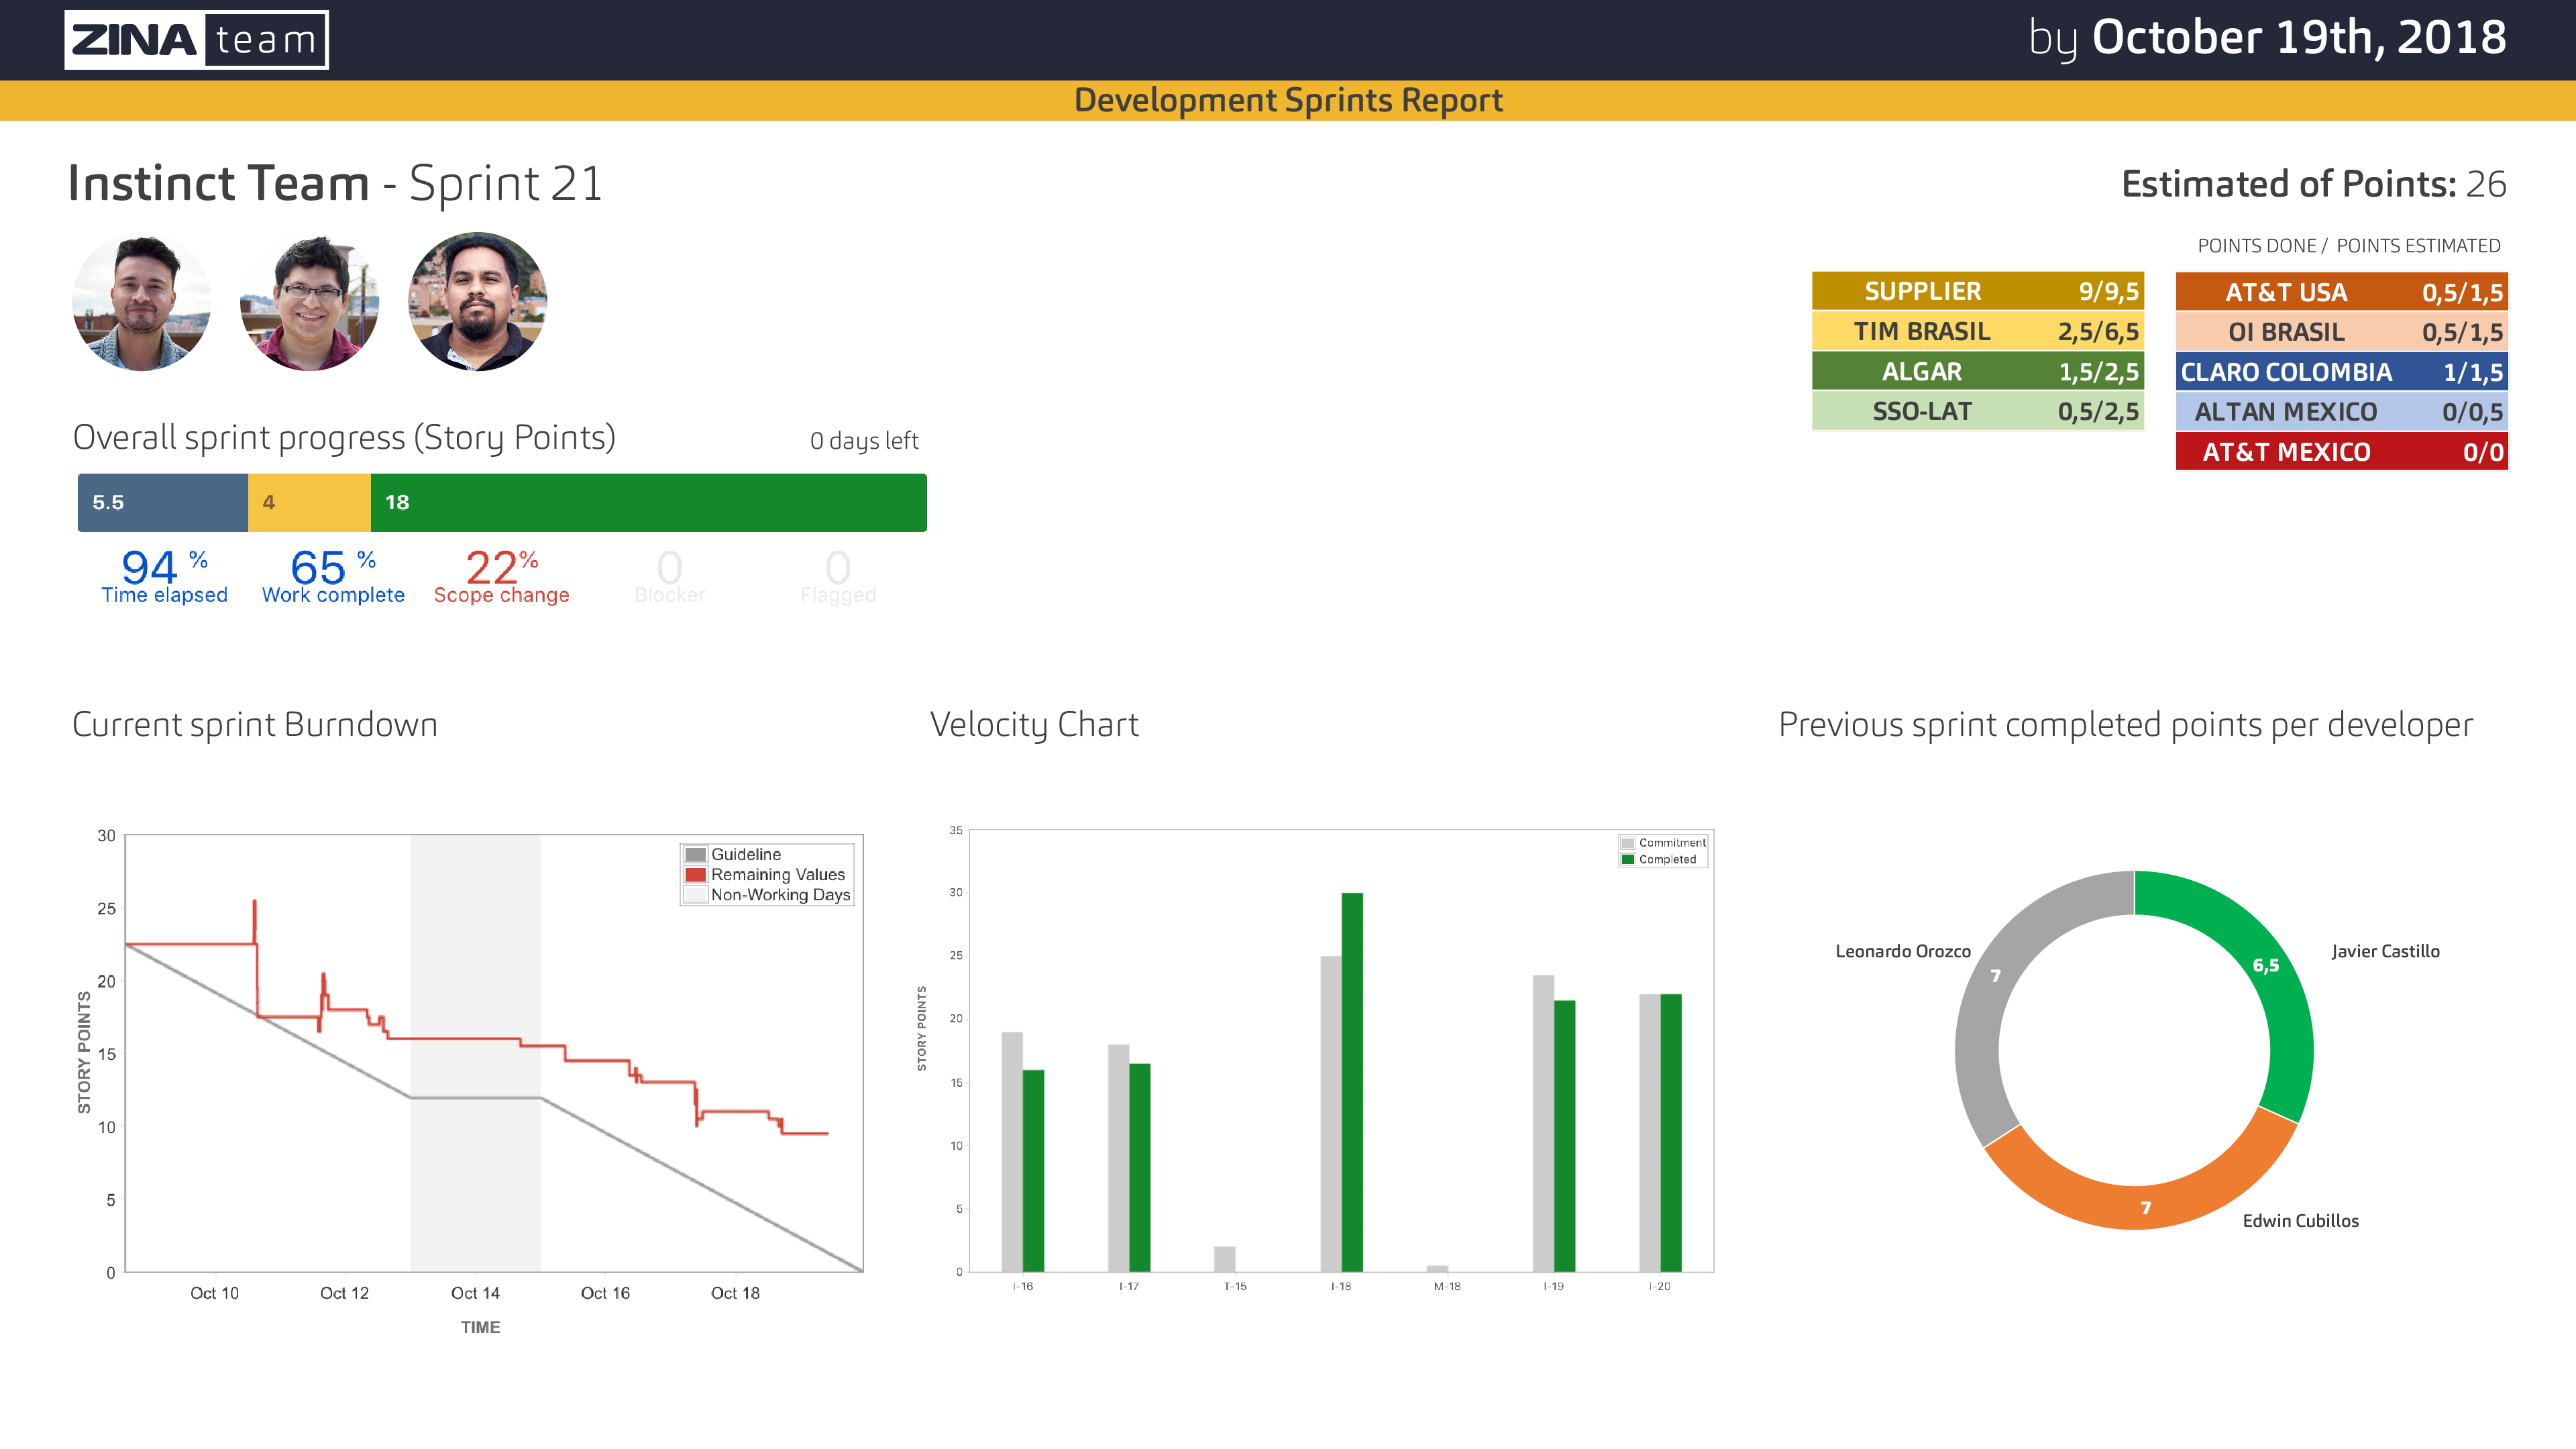 ZINA team
by October 19th, 2018
Development Sprints Report
Instinct Team - Sprint 21
Estimated of Points: 26
POINTS DONE / POINTS ESTIMATED
SUPPLIER 9/9,5
TIM BRASIL 2,5/6,5
ALGAR 1,5/2,5
SSO-LAT 0,5/2,5
AT&T USA 0,5/1,5
OI BRASIL 0,5/1,5
CLARO COLOMBIA 1/1,5
ALTAN MEXICO 0/0,5
AT&T MEXICO 0/0
Overall sprint progress (Story Points)
0 days left
5.5 4 18
94 % 65 % 22% 0 0
Time elapsed Work complete Scope change Blocker Flagged
Current sprint Burndown
30
25
20
15
10
5
0
STORY POINTS
Guideline
Remaining Values
Non-Working Days
Oct 10 Oct 12 Oct 14 Oct 16 Oct 18
TIME
Velocity Chart
35
30
25
20
15
10
5
0
STORY POINTS
Commitment
Completed
I-16 I-17 T-15 I-18 M-18 I-19 I-20
Previous sprint completed points per developer
Leonardo Orozco
7
6,5
Javier Castillo
7
Edwin Cubillos